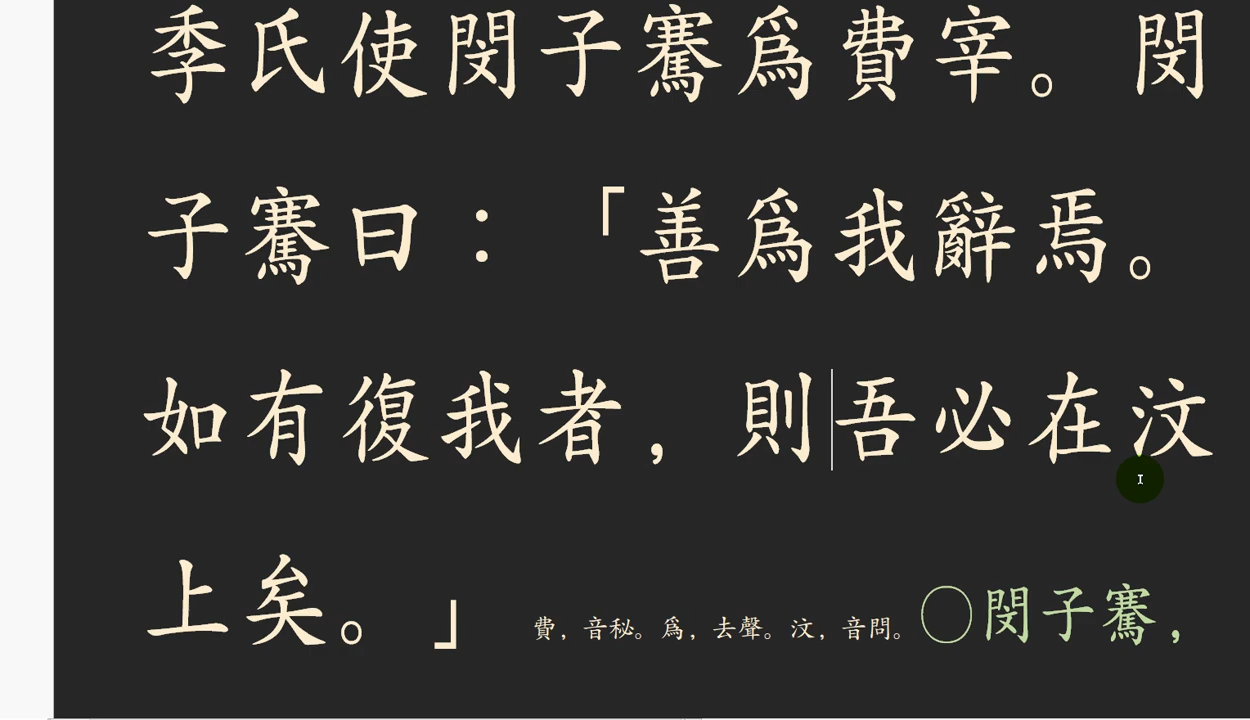 季氏使閔子騫爲費宰。閔
子騫曰：「善爲我辭焉。
如有復我者，則吾必在汶
上矣。」費，音秘。爲，去聲。汶，音問。○閔子騫，